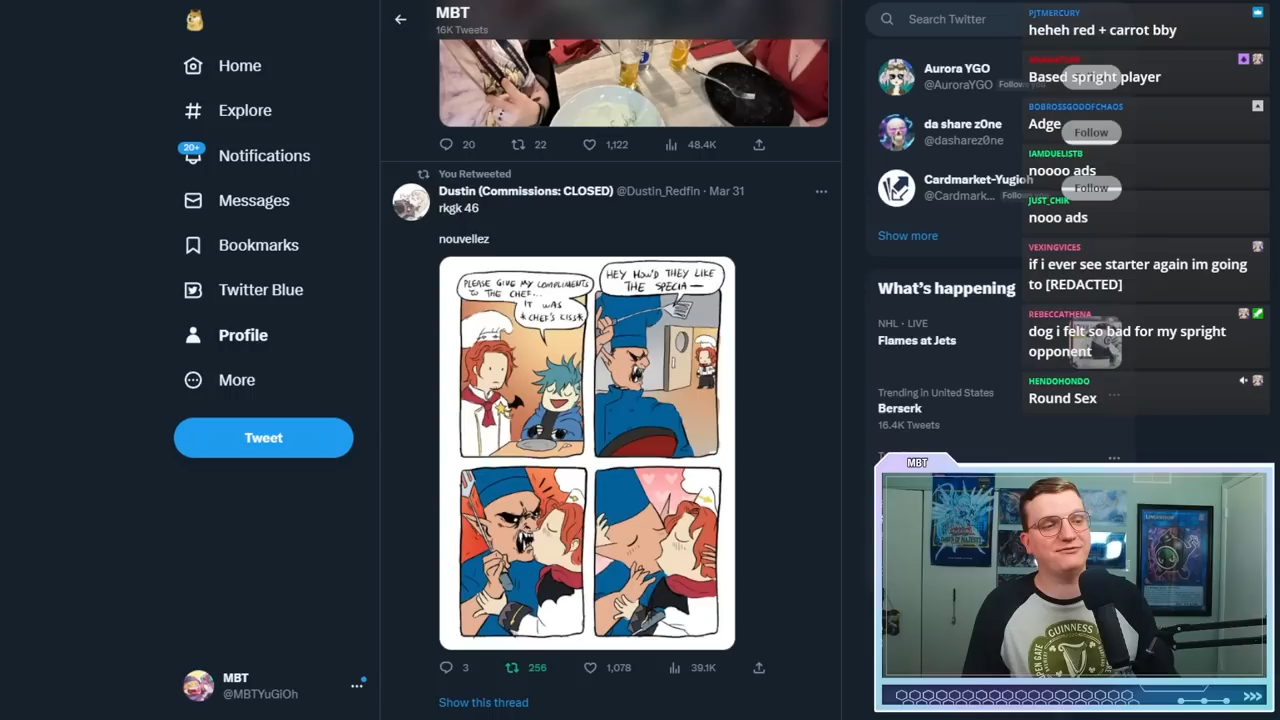 MBT
16K Tweets
Home
Explore
20+
Notifications
Messages
Bookmarks
Twitter Blue
Profile
More
Tweet
MBT
@MBTYuGiOh
20
22
1,122
48.4K
You Retweeted
Dustin (Commissions: CLOSED) @Dustin_Redfin · Mar 31
rkgk 46
nouvellez
PLEASE GIVE MY COMPLIMENTS
TO THE CHEF...
IT WAS
*CHEF'S KISS*
HEY HOW'D THEY LIKE
THE SPECIA—
3
256
1,078
39.1K
Show this thread
Search Twitter
Aurora YGO
@AuroraYGO
da share z0ne
@dasharez0ne
Follow
Cardmarket-Yugioh
@Cardmark...
Follow
Show more
What's happening
NHL · LIVE
Flames at Jets
Trending in United States
Berserk
16.4K Tweets
PJTMERCURY
heheh red + carrot bby
Based spright player
BOBROSSGODOFCHAOS
Adge
IAMDUELISTB
noooo ads
JUST_CHIK
nooo ads
VEXINGVICES
if i ever see starter again im going
to [REDACTED]
REBECCATHENA
dog i felt so bad for my spright
opponent
HENDOHONDO
Round Sex
MBT
GUINNESS